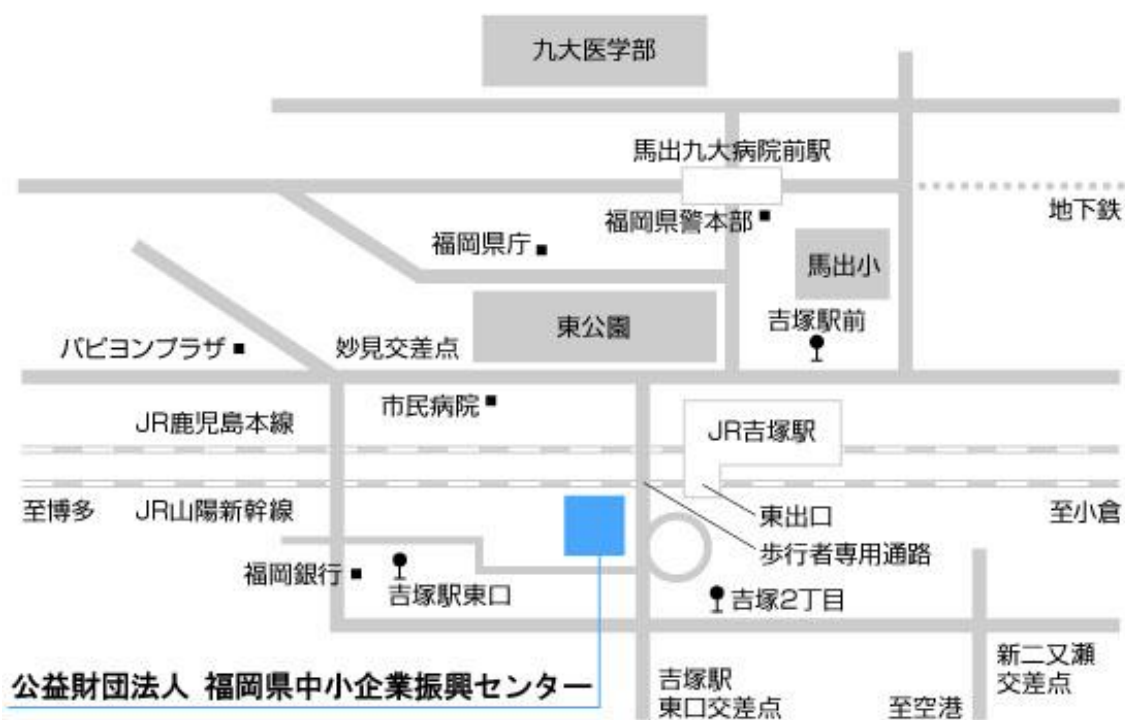 九大医学部
馬出九大病院前駅
地下鉄
福岡県警本部
福岡県庁
馬出小
東公園
吉塚駅前
パピヨンプラザ
妙見交差点
市民病院
JR鹿児島本線
JR吉塚駅
至博多
JR山陽新幹線
東出口
至小倉
歩行者専用通路
福岡銀行
吉塚駅東口
吉塚2丁目
公益財団法人 福岡県中小企業振興センター
吉塚駅
東口交差点
至空港
新二又瀬
交差点